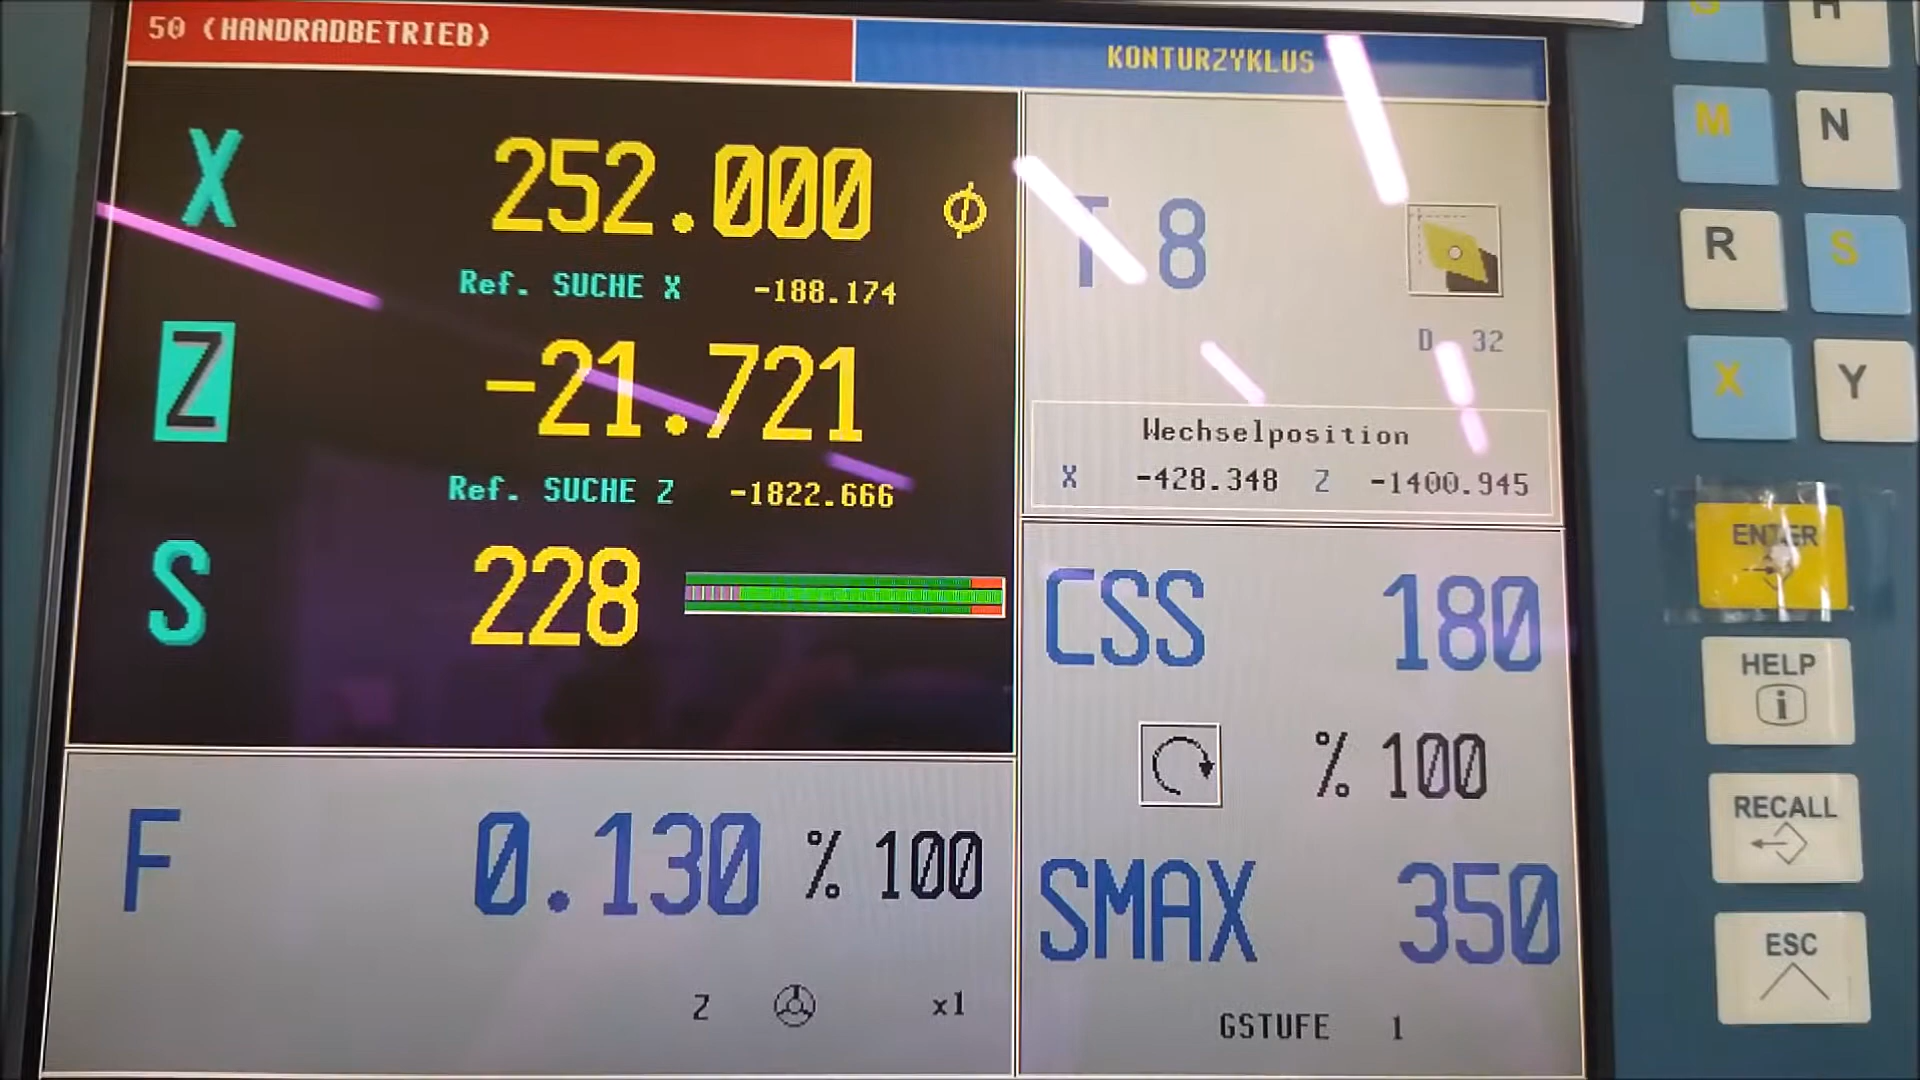 50 (HANDRADBETRIEB)
KONTURZYKLUS
X 252.000 ϕ
Ref. SUCHE X -188.174
Z -21.721
Ref. SUCHE Z -1822.666
S 228
F 0.130 % 100
Z x1
T 8
D 32
Wechselposition
X -428.348 Z -1400.945
CSS 180
% 100
SMAX 350
GSTUFE 1
G H
M N
R S
X Y
ENTER
HELP
i
RECALL
ESC